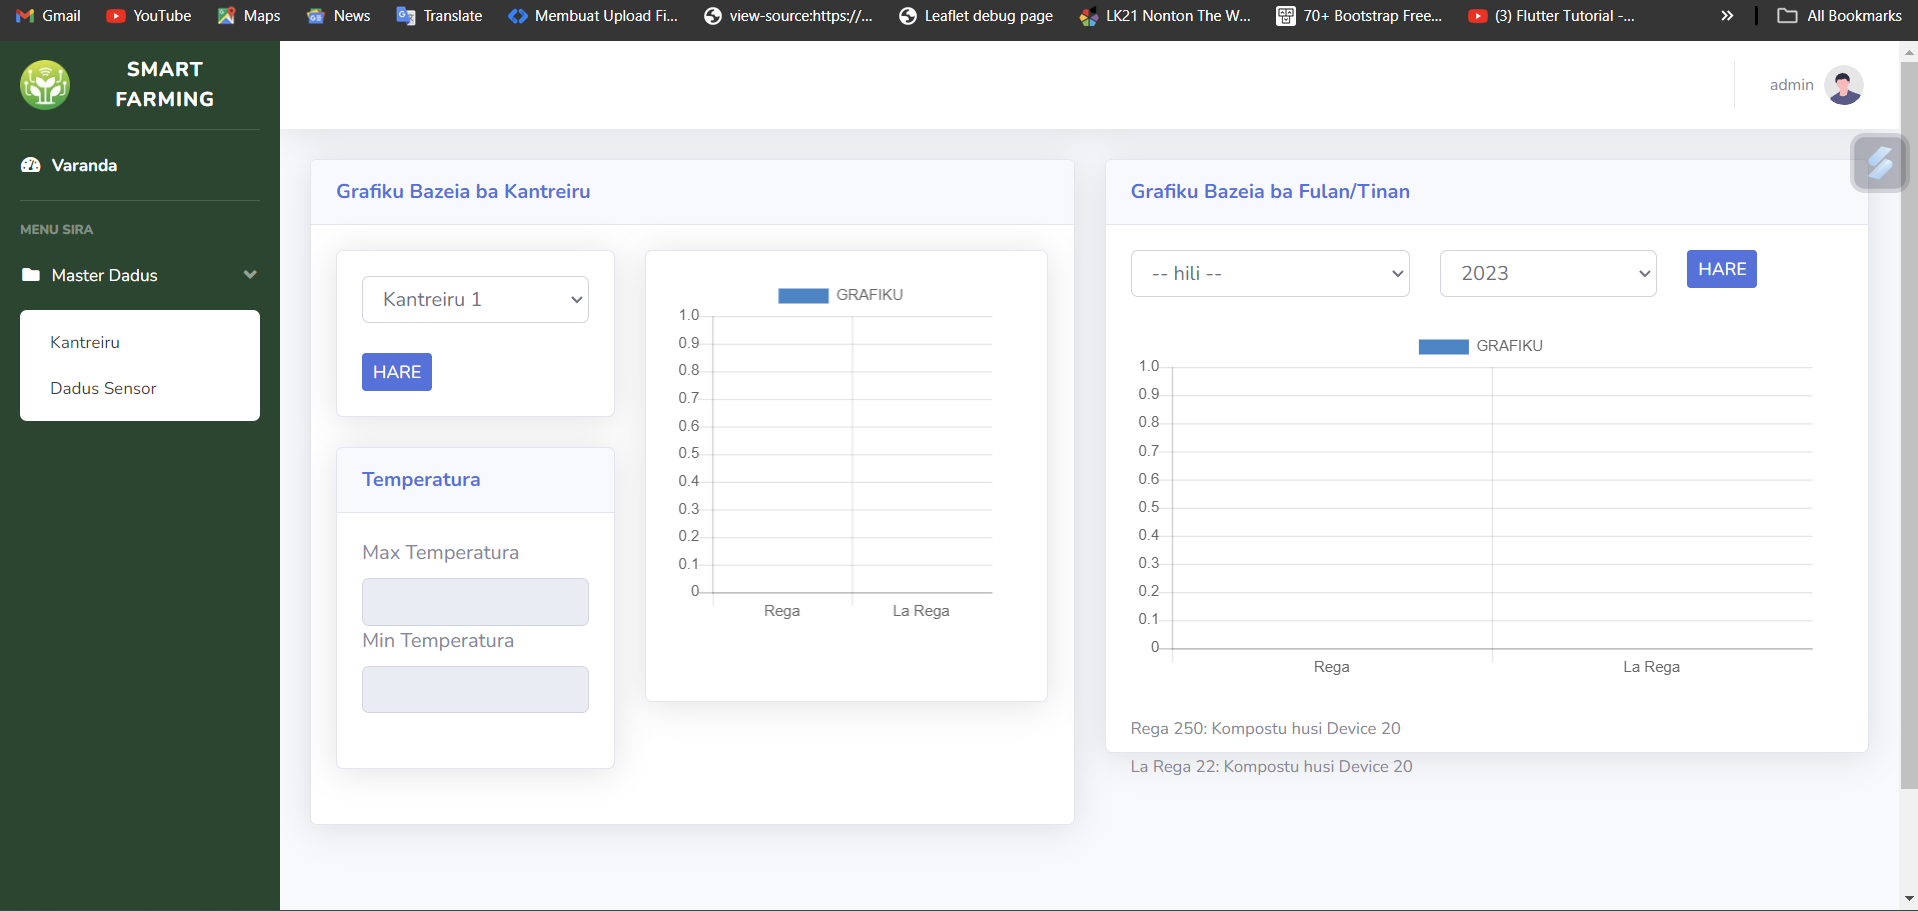 Gmail
YouTube
Maps
News
Translate
Membuat Upload Fi...
view-source:https://...
Leaflet debug page
LK21 Nonton The W...
70+ Bootstrap Free...
(3) Flutter Tutorial -...
All Bookmarks
SMART
FARMING
Varanda
MENU SIRA
Master Dadus
Kantreiru
Dadus Sensor
admin
Grafiku Bazeia ba Kantreiru
Kantreiru 1
HARE
Temperatura
Max Temperatura
Min Temperatura
GRAFIKU
1.0
0.9
0.8
0.7
0.6
0.5
0.4
0.3
0.2
0.1
0
Rega La Rega
Grafiku Bazeia ba Fulan/Tinan
-- hili -- 2023 HARE
GRAFIKU
1.0
0.9
0.8
0.7
0.6
0.5
0.4
0.3
0.2
0.1
0
Rega La Rega
Rega 250: Kompostu husi Device 20
La Rega 22: Kompostu husi Device 20